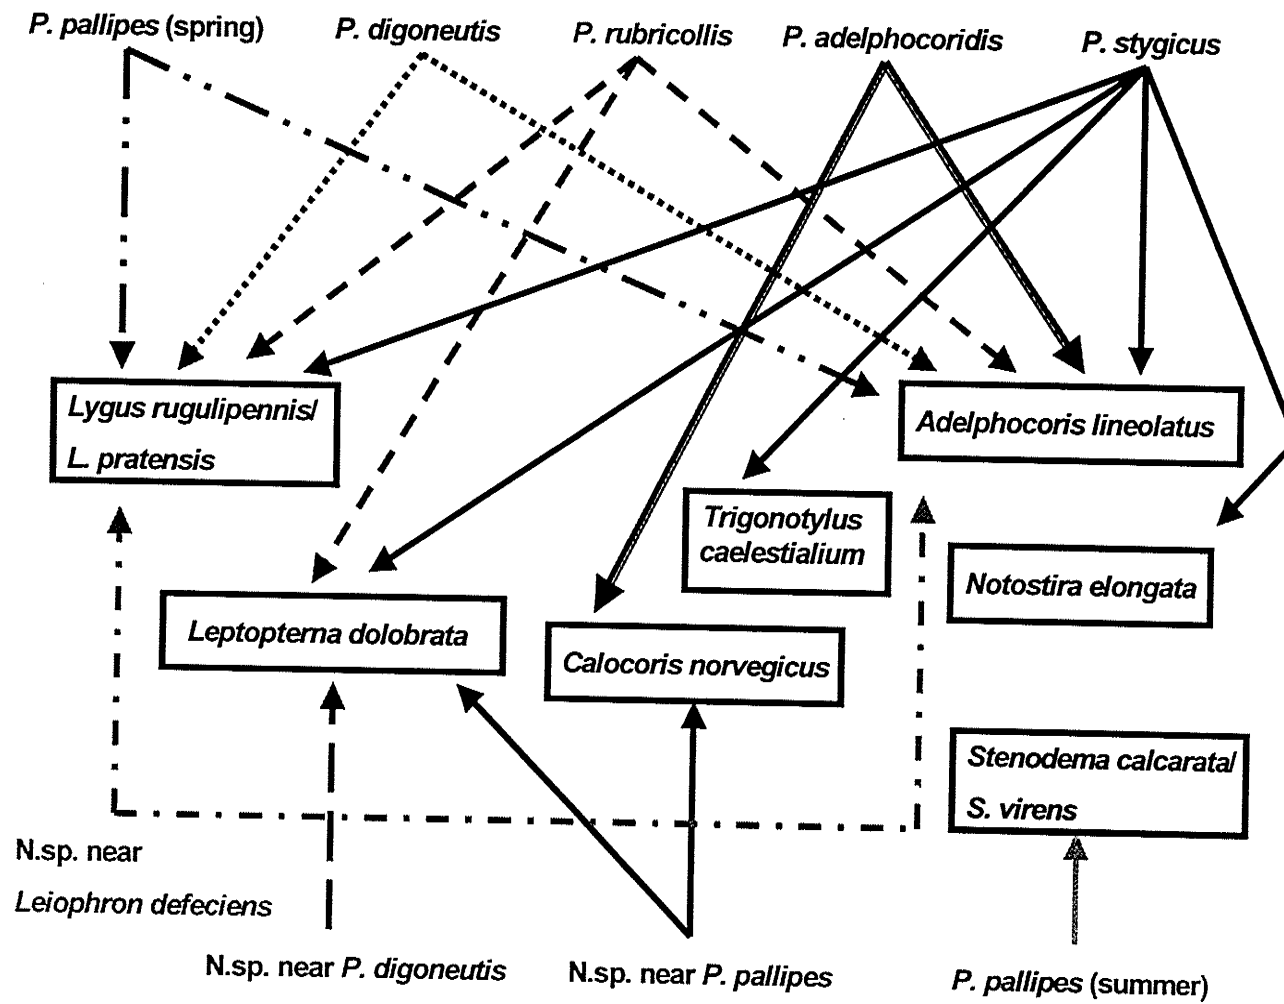 P. pallipes (spring)
P. digoneutis
P. rubricollis
P. adelphocoridis
P. stygicus
Lygus rugulipennis/
L. pratensis
Adelphocoris lineolatus
Trigonotylus
caelestialium
Notostira elongata
Leptopterna dolobrata
Calocoris norvegicus
Stenodema calcarata/
S. virens
N.sp. near
Leiophron defeciens
N.sp. near P. digoneutis
N.sp. near P. pallipes
P. pallipes (summer)